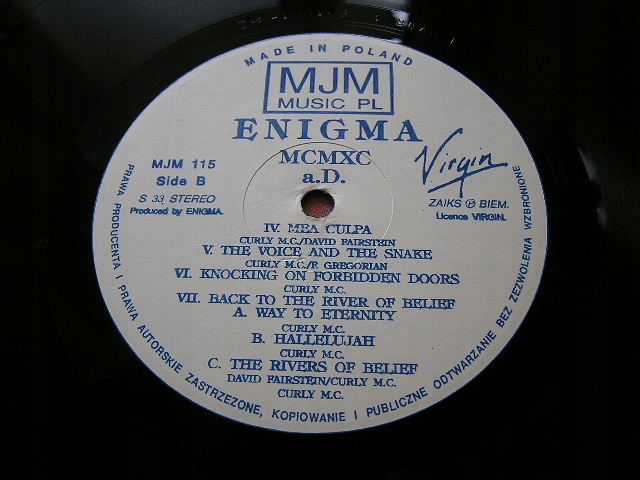 MADE IN POLAND
MJM
MUSIC PL
ENIGMA
MCMXC
a.D.
MJM 115
Side B
S 33 STEREO
Produced by ENIGMA.
Virgin
ZAIKS Ⓟ BIEM.
Licence VIRGIN.
IV. MEA CULPA
CURLY M.C./DAVID FAIRSTEIN
V. THE VOICE AND THE SNAKE
CURLY M.C./F. GREGORIAN
VI. KNOCKING ON FORBIDDEN DOORS
CURLY M.C.
VII. BACK TO THE RIVER OF BELIEF
A. WAY TO ETERNITY
CURLY M.C.
B. HALLELUJAH
CURLY M.C.
C. THE RIVERS OF BELIEF
DAVID FAIRSTEIN/CURLY M.C.
CURLY M.C.
PRAWA PRODUCENTA I PRAWA AUTORSKIE ZASTRZEŻONE, KOPIOWANIE I PUBLICZNE ODTWARZANIE BEZ ZEZWOLENIA WZBRONIONE